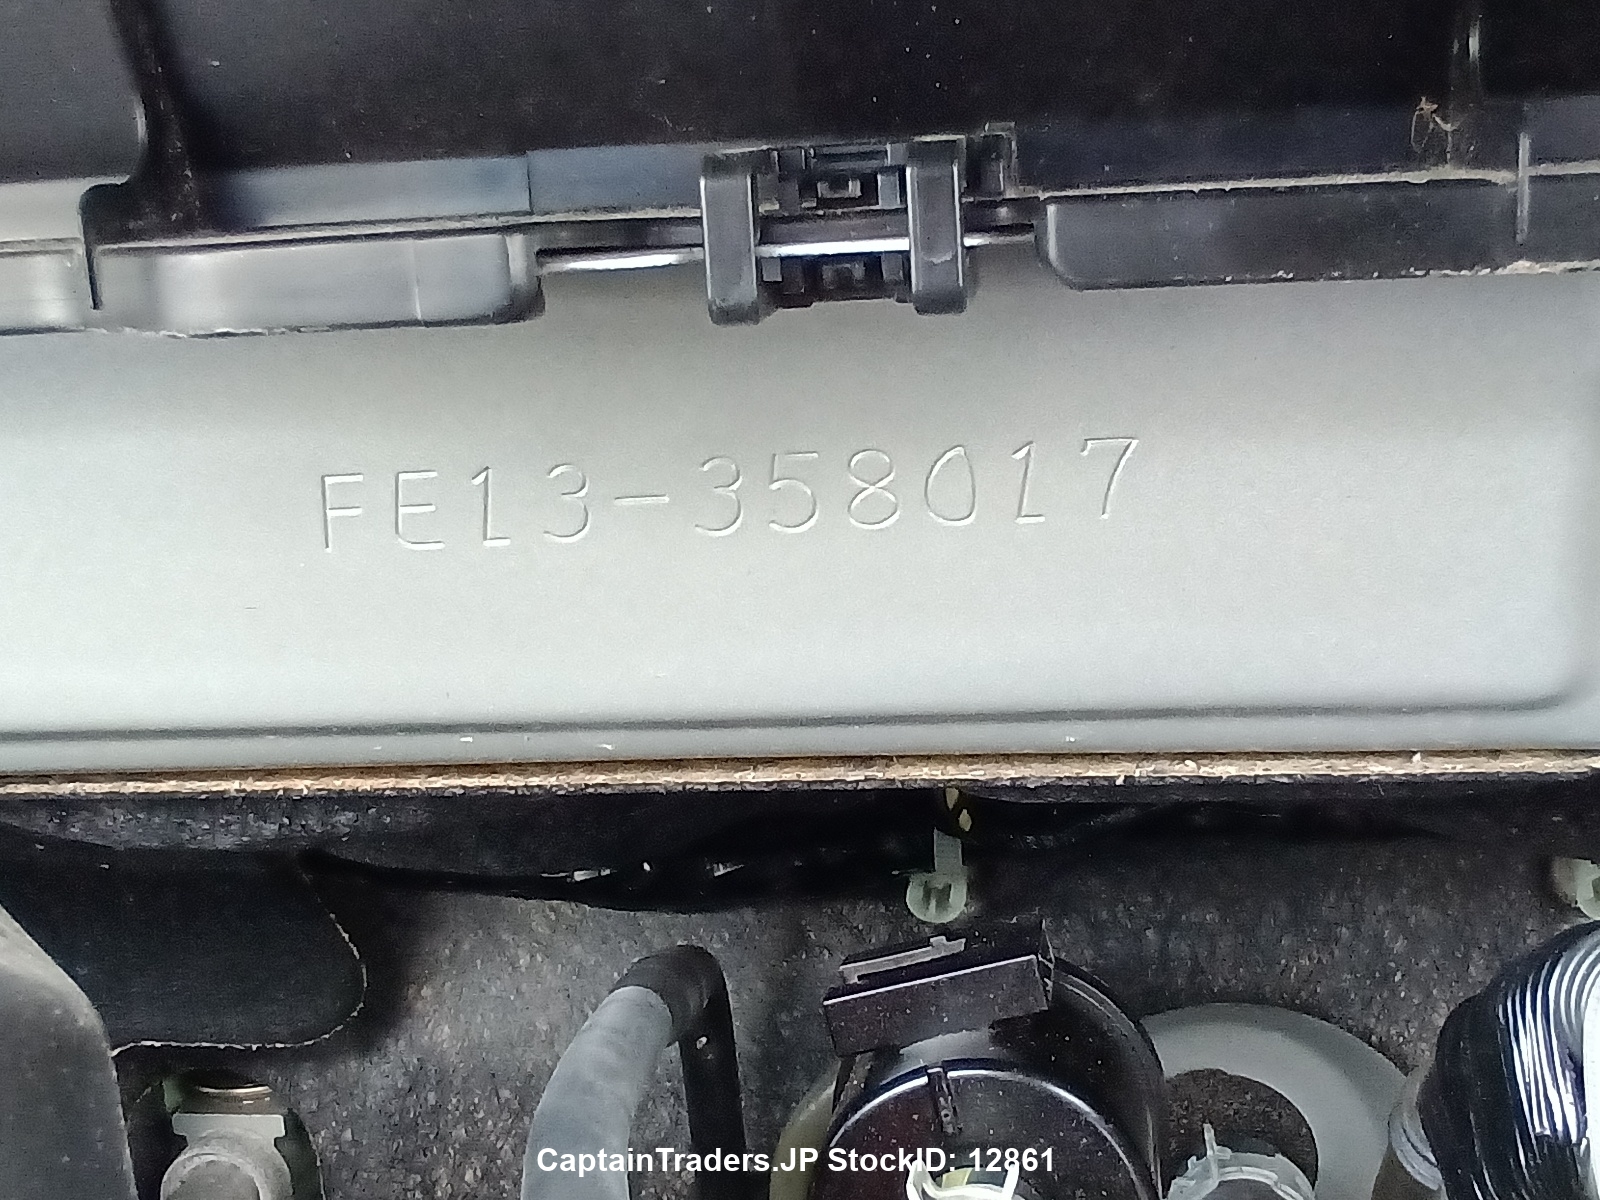 FE13-358017
CaptainTraders.JP StockID: 12861